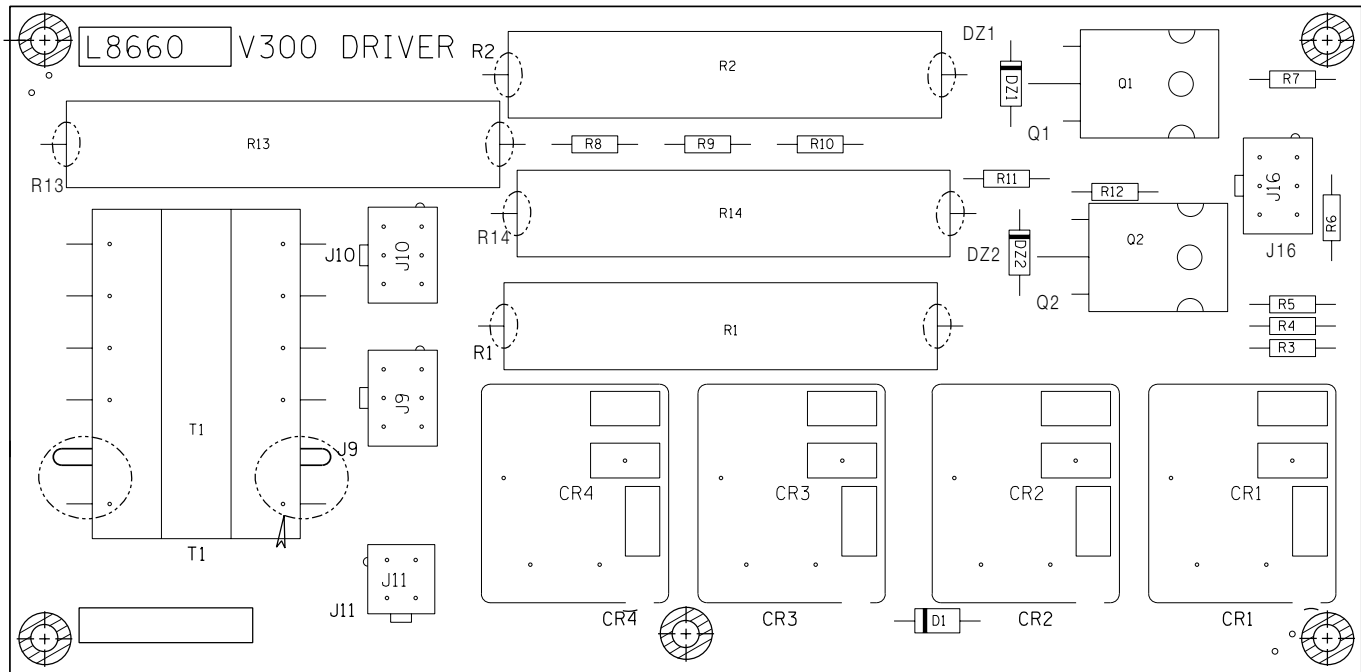 L8660 V300 DRIVER
R2
R2
DZ1
DZ1
Q1
Q1
R7
R13
R13
R8
R9
R10
R11
R12
J16
J16
R6
R14
R14
DZ2
DZ2
Q2
Q2
J10
J10
R5
R4
R3
R1
R1
J9
J9
T1
T1
CR4
CR3
CR2
CR1
J11
J11
CR4
CR3
D1
CR2
CR1